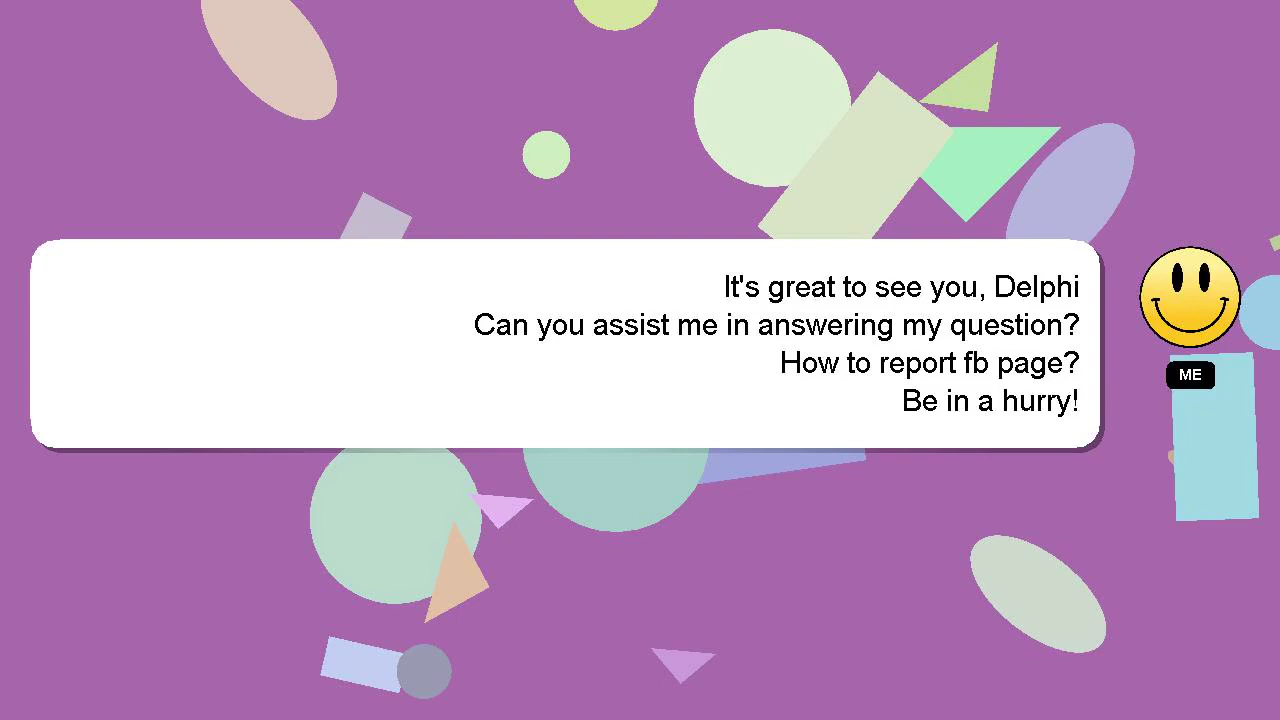 It's great to see you, Delphi
Can you assist me in answering my question?
How to report fb page?
Be in a hurry!
ME